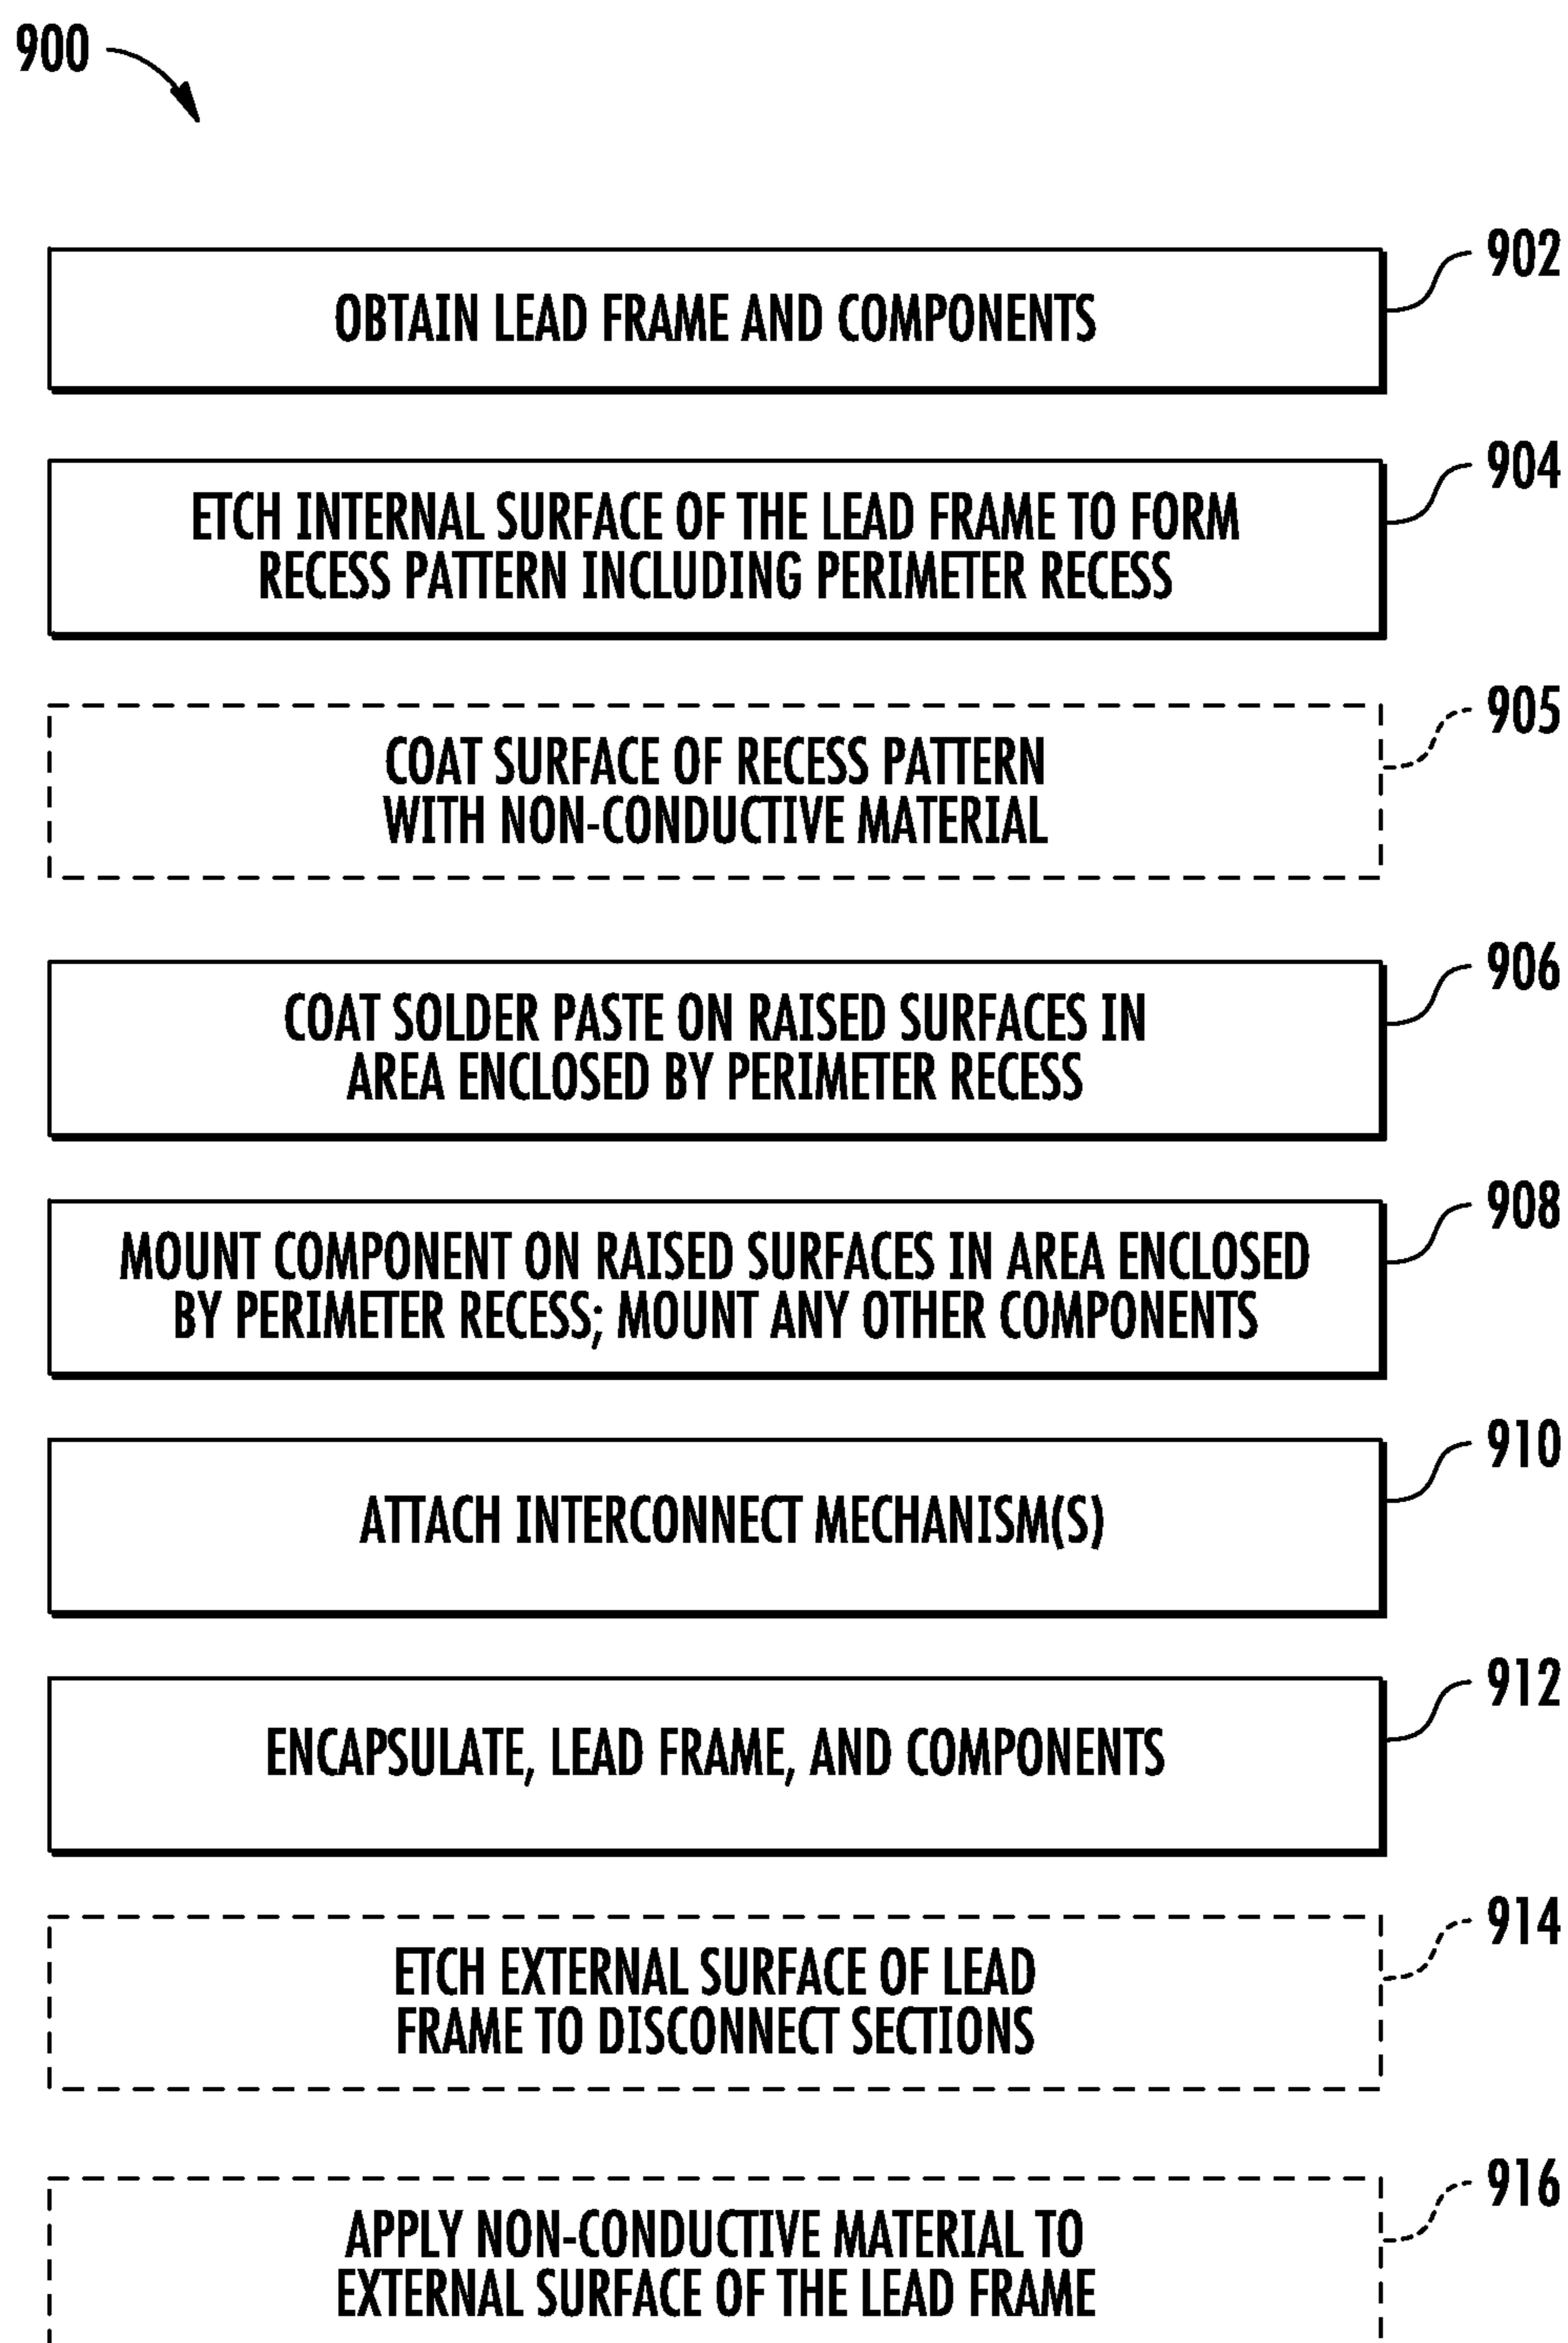 900
902
OBTAIN LEAD FRAME AND COMPONENTS
904
ETCH INTERNAL SURFACE OF THE LEAD FRAME TO FORM
RECESS PATTERN INCLUDING PERIMETER RECESS
905
COAT SURFACE OF RECESS PATTERN
WITH NON-CONDUCTIVE MATERIAL
906
COAT SOLDER PASTE ON RAISED SURFACES IN
AREA ENCLOSED BY PERIMETER RECESS
908
MOUNT COMPONENT ON RAISED SURFACES IN AREA ENCLOSED
BY PERIMETER RECESS; MOUNT ANY OTHER COMPONENTS
910
ATTACH INTERCONNECT MECHANISM(S)
912
ENCAPSULATE, LEAD FRAME, AND COMPONENTS
914
ETCH EXTERNAL SURFACE OF LEAD
FRAME TO DISCONNECT SECTIONS
916
APPLY NON-CONDUCTIVE MATERIAL TO
EXTERNAL SURFACE OF THE LEAD FRAME